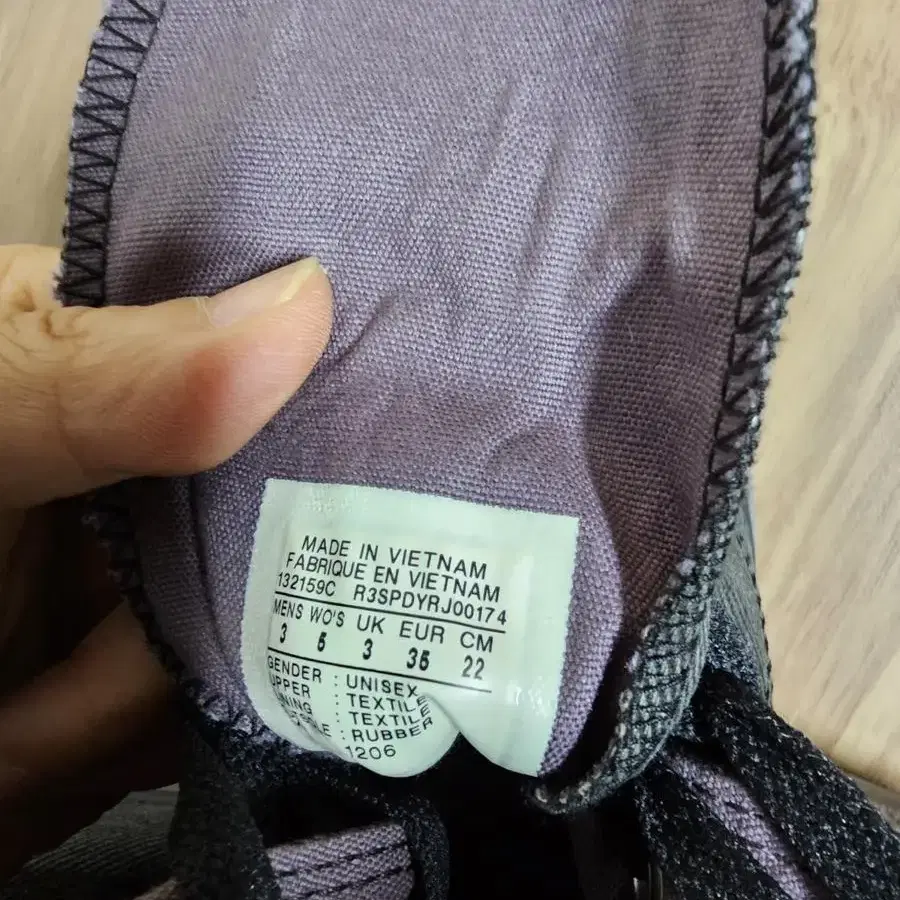 MADE IN VIETNAM
FABRIQUE EN VIETNAM
132159C R3SPDYRJ00174
MENS WO'S UK EUR CM
3 5 3 35 22
GENDER : UNISEX
UPPER : TEXTILE
: TEXTILE
: RUBBER
1206